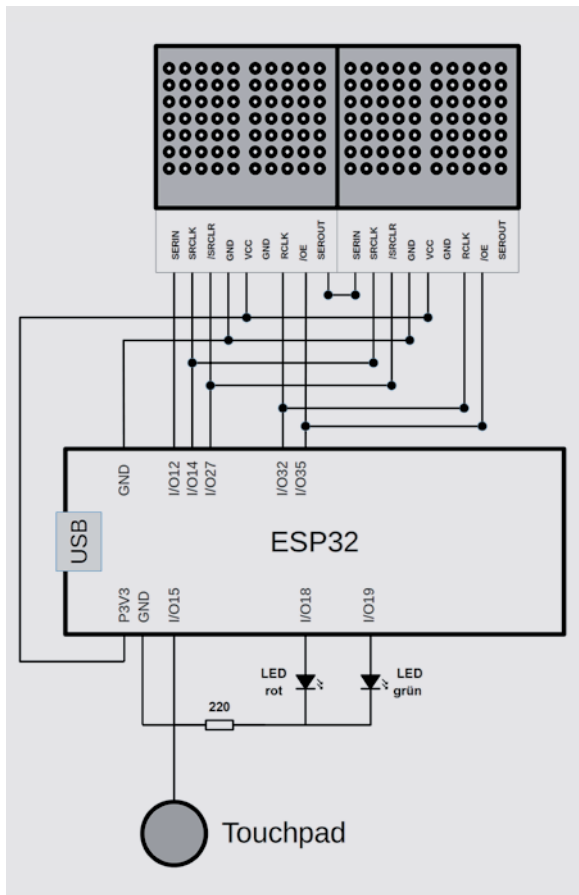 SERIN SRCLK /SRCLR GND VCC GND RCLK /OE SEROUT SERIN SRCLK /SRCLR GND VCC GND RCLK /OE SEROUT
GND I/O12 I/O14 I/O27 I/O32 I/O35
USB
ESP32
P3V3 GND I/O15 I/O18 I/O19
LED
rot
LED
grün
220
Touchpad